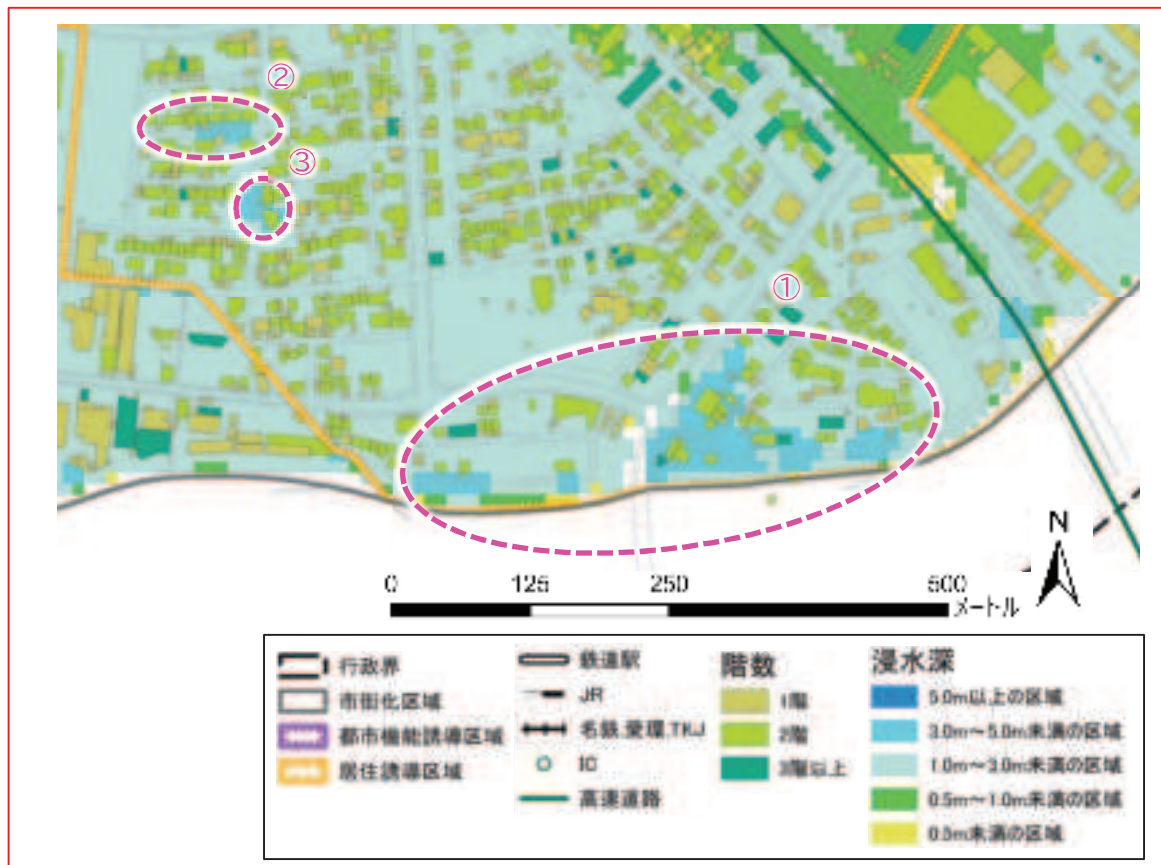 ②
③
①
N
0 125 250 500
メートル
行政界
市街化区域
都市機能誘導区域
居住誘導区域
鉄道駅
JR
名鉄,愛環,TKJ
IC
高速道路
階数
1階
2階
3階以上
浸水深
5.0m以上の区域
3.0m～5.0m未満の区域
1.0m～3.0m未満の区域
0.5m～1.0m未満の区域
0.5m未満の区域